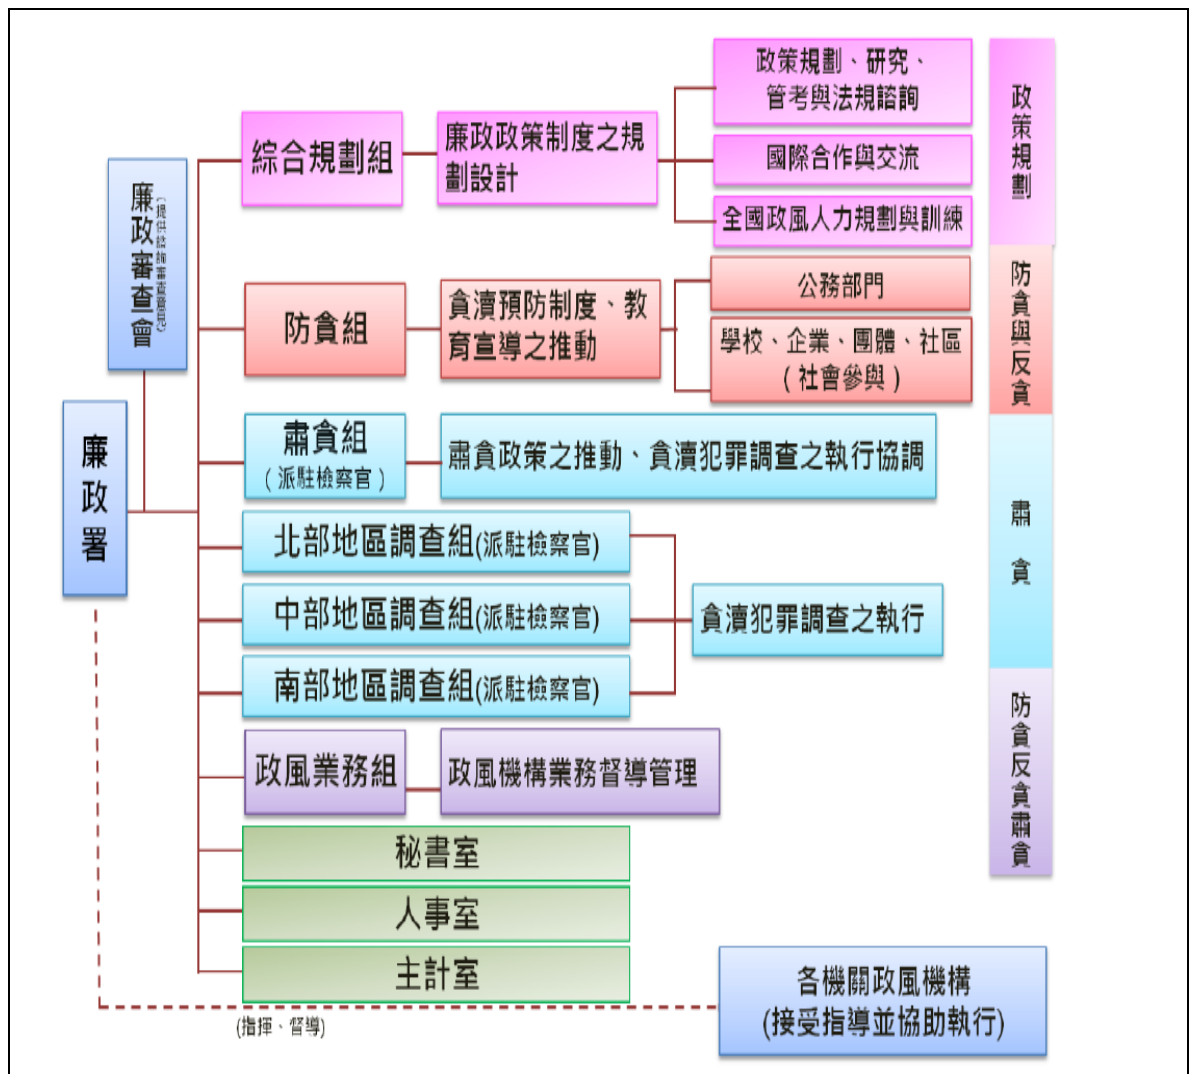 廉政審查會
(提供諮詢審查意見)
廉政署
綜合規劃組
廉政政策制度之規
劃設計
政策規劃、研究、
管考與法規諮詢
國際合作與交流
全國政風人力規劃與訓練
政策規劃
防貪組
貪瀆預防制度、教
育宣導之推動
公務部門
學校、企業、團體、社區
(社會參與)
防貪與反貪
肅貪組
(派駐檢察官)
肅貪政策之推動、貪瀆犯罪調查之執行協調
北部地區調查組(派駐檢察官)
中部地區調查組(派駐檢察官)
南部地區調查組(派駐檢察官)
貪瀆犯罪調查之執行
肅貪
政風業務組
政風機構業務督導管理
防貪反貪肅貪
秘書室
人事室
主計室
(指揮、督導)
各機關政風機構
(接受指導並協助執行)